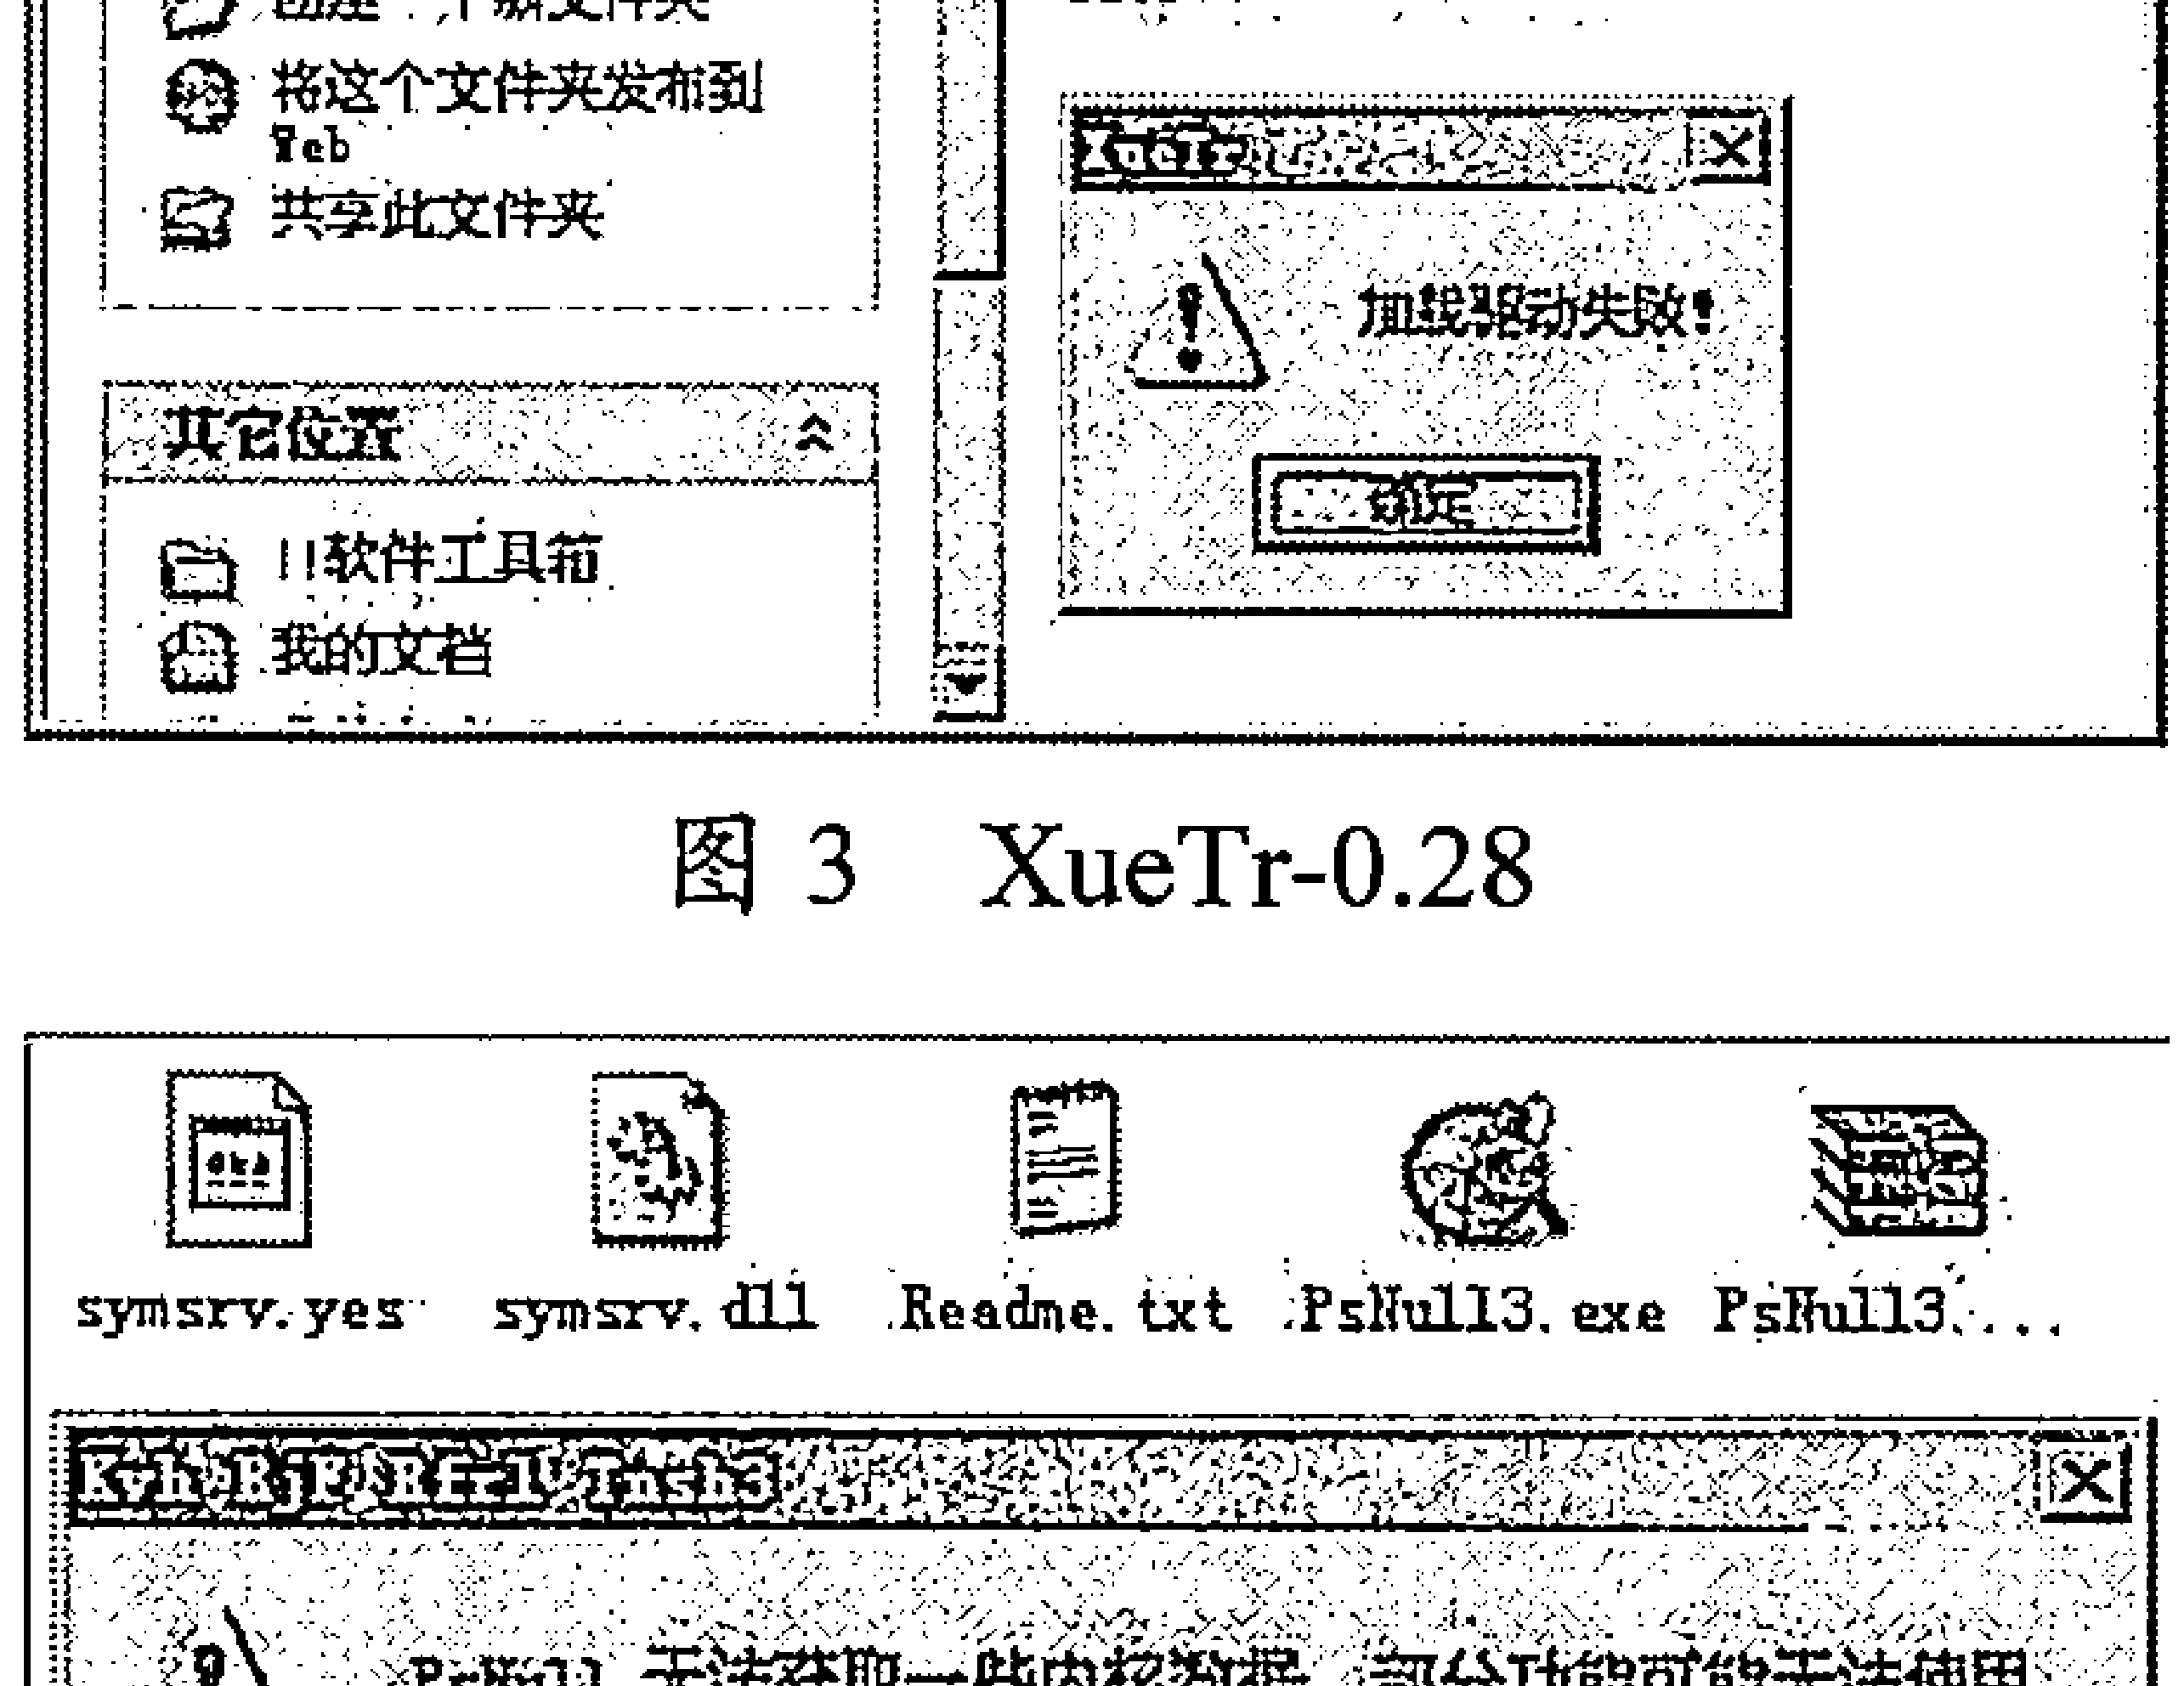 将这个文件夹发布到
Web
共享此文件夹
其它位置
!!软件工具箱
我的文档
XueTr
加载驱动失败!
确定
图 3 XueTr-0.28
symsrv.yes symsrv.dll Readme.txt PsNull3.exe PsNull3....